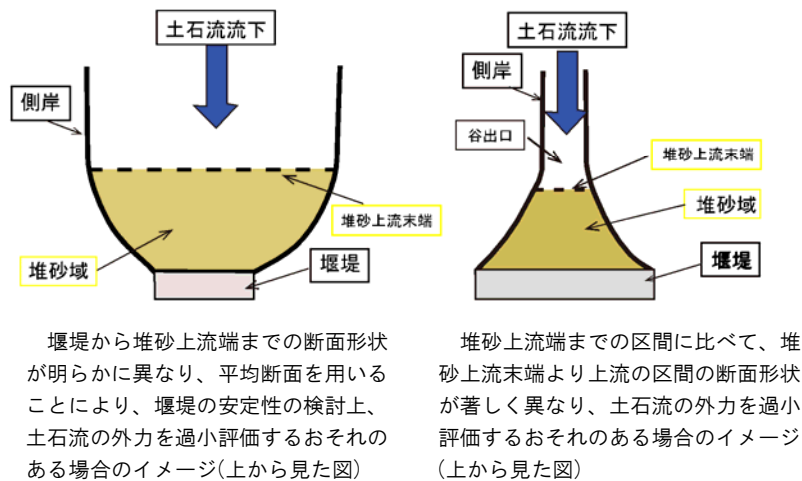 土石流流下
側岸
堆砂上流末端
堆砂域
堰堤
堰堤から堆砂上流端までの断面形状
が明らかに異なり、平均断面を用いる
ことにより、堰堤の安定性の検討上、
土石流の外力を過小評価するおそれの
ある場合のイメージ(上から見た図)
土石流流下
側岸
谷出口
堆砂上流末端
堆砂域
堰堤
堆砂上流端までの区間に比べて、堆
砂上流末端より上流の区間の断面形状
が著しく異なり、土石流の外力を過小
評価するおそれのある場合のイメージ
(上から見た図)